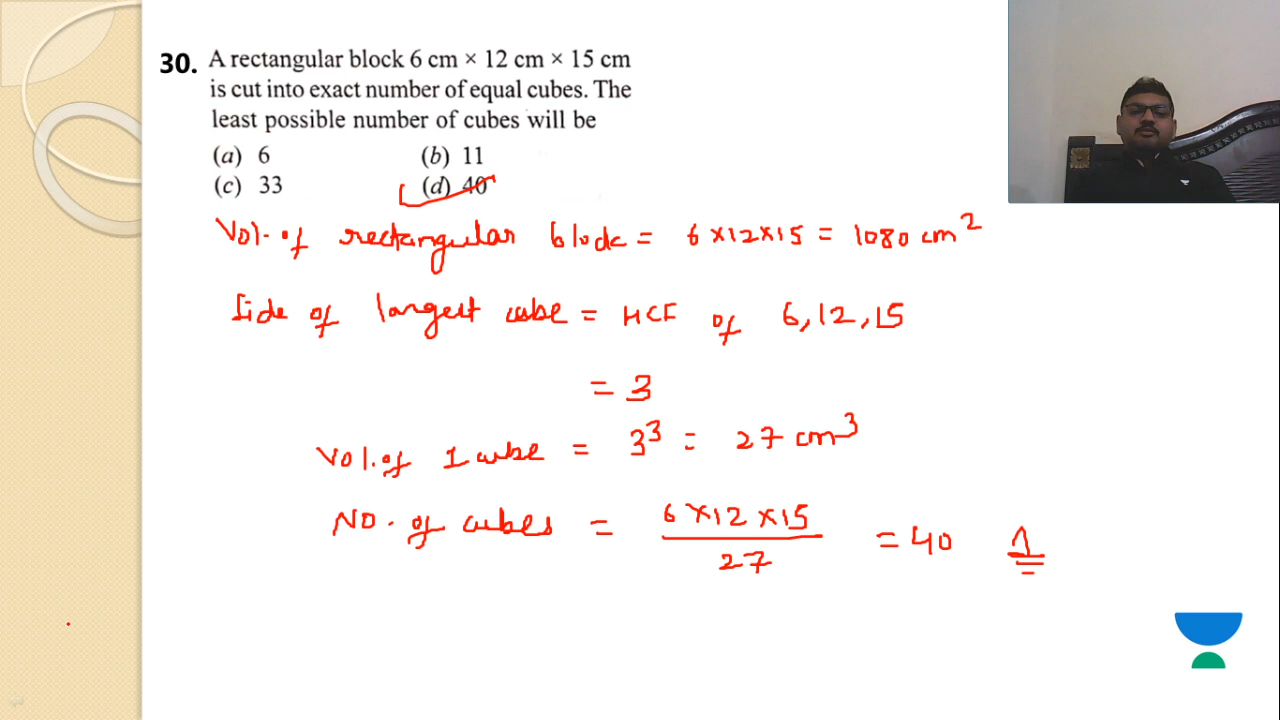 30. A rectangular block 6 cm × 12 cm × 15 cm
is cut into exact number of equal cubes. The
least possible number of cubes will be
(a) 6 (b) 11
(c) 33 (d) 40
Vol. of rectangular block = 6×12×15 = 1080 cm²
Side of largest cube = HCF of 6,12,15
= 3
Vol. of 1 cube = 3³ = 27 cm³
No. of cubes = 6×12×15 / 27 = 40